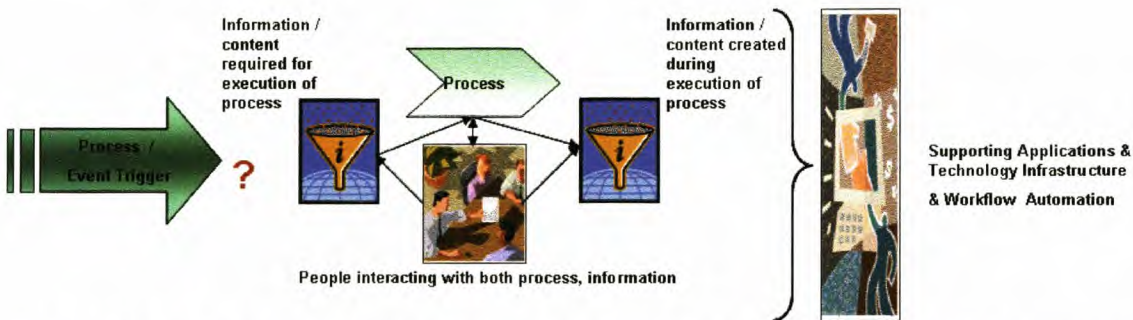 Process /
Event Trigger
?
Information /
content
required for
execution of
process
i
Process
i
People interacting with both process, information
Information /
content created
during
execution of
process
Supporting Applications &
Technology Infrastructure
& Workflow Automation